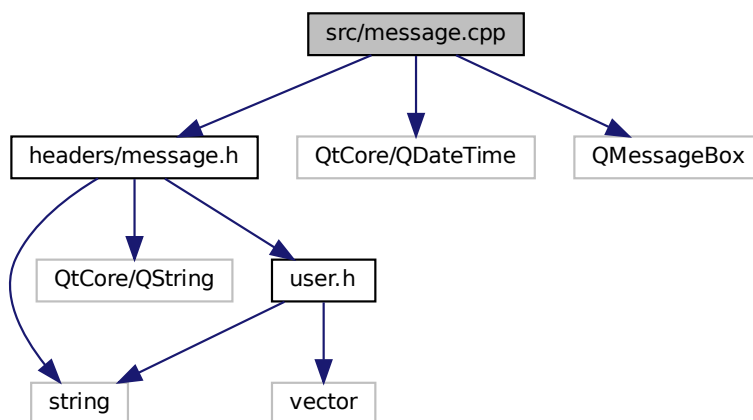 src/message.cpp
headers/message.h
QtCore/QDateTime
QMessageBox
QtCore/QString
user.h
string
vector